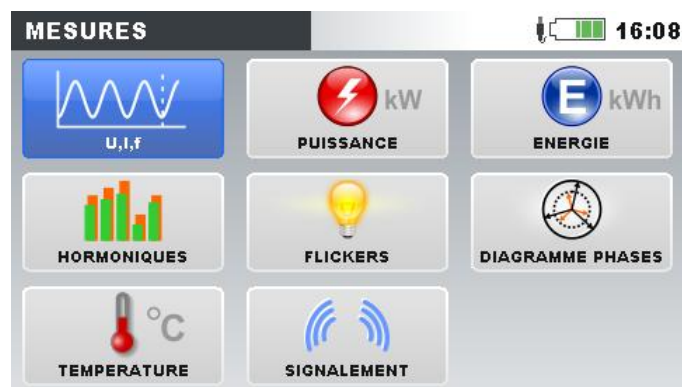 MESURES
16:08
U,I,f
kW
PUISSANCE
E
kWh
ENERGIE
HORMONIQUES
FLICKERS
DIAGRAMME PHASES
°C
TEMPERATURE
SIGNALEMENT